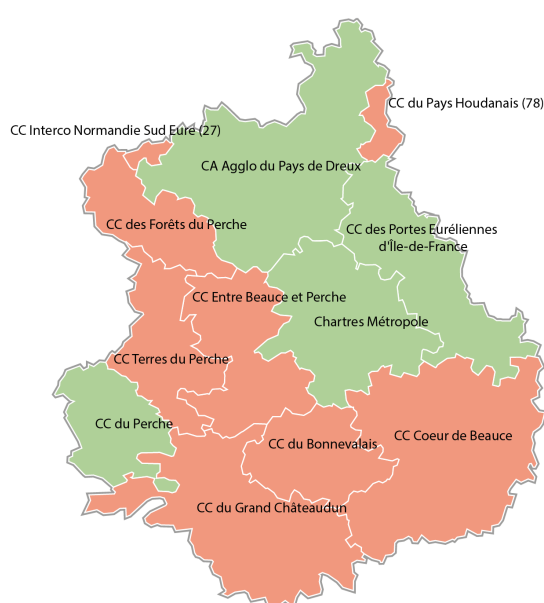 CC du Pays Houdanais (78)
CC Interco Normandie Sud Eure (27)
CA Agglo du Pays de Dreux
CC des Forêts du Perche
CC des Portes Euréliennes
d'Île-de-France
CC Entre Beauce et Perche
Chartres Métropole
CC Terres du Perche
CC du Perche
CC du Bonnevalais
CC Coeur de Beauce
CC du Grand Châteaudun